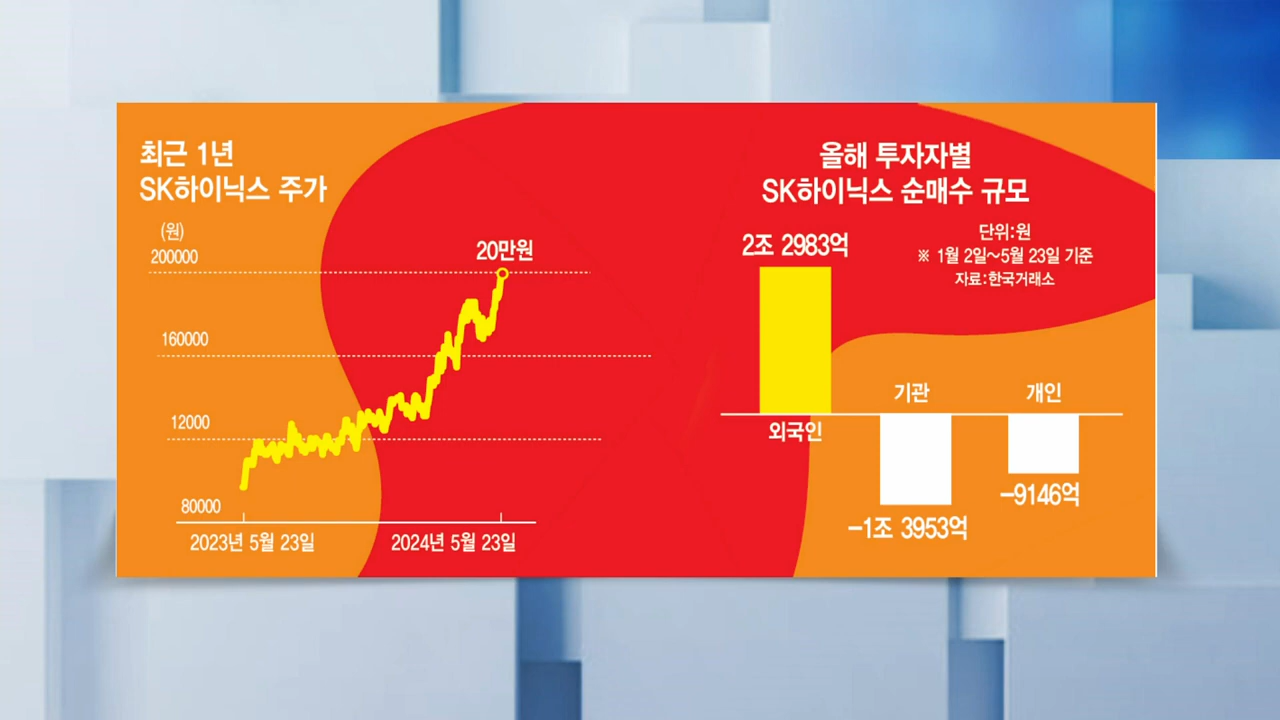 최근 1년
SK하이닉스 주가
(원)
200000
20만원
160000
12000
80000
2023년 5월 23일
2024년 5월 23일
올해 투자자별
SK하이닉스 순매수 규모
단위:원
※ 1월 2일~5월 23일 기준
자료:한국거래소
2조 2983억
외국인
기관
-1조 3953억
개인
-9146억